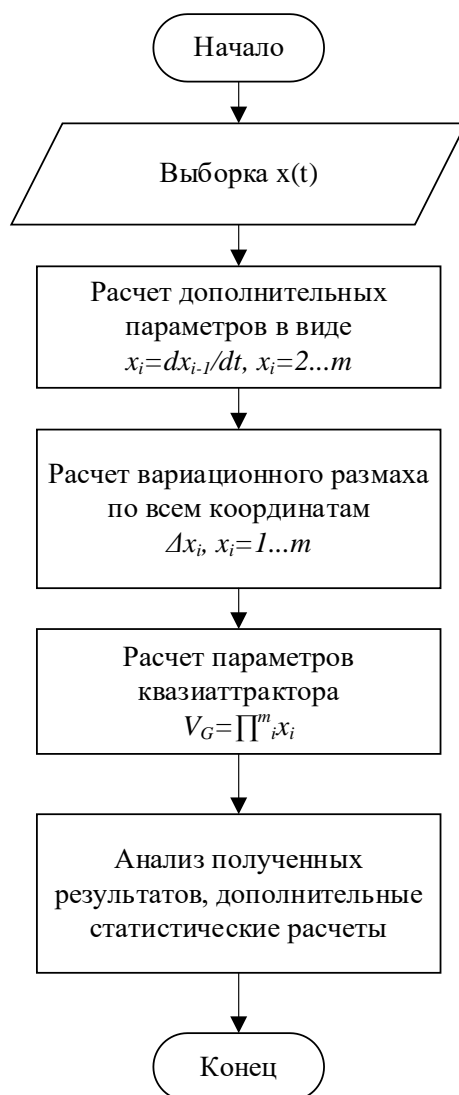 Начало
Выборка x(t)
Расчет дополнительных
параметров в виде
xᵢ=dxᵢ₋₁/dt, xᵢ=2...m
Расчет вариационного размаха
по всем координатам
Δxᵢ, xᵢ=1...m
Расчет параметров
квазиаттрактора
V_G=∏ᵐᵢxᵢ
Анализ полученных
результатов, дополнительные
статистические расчеты
Конец